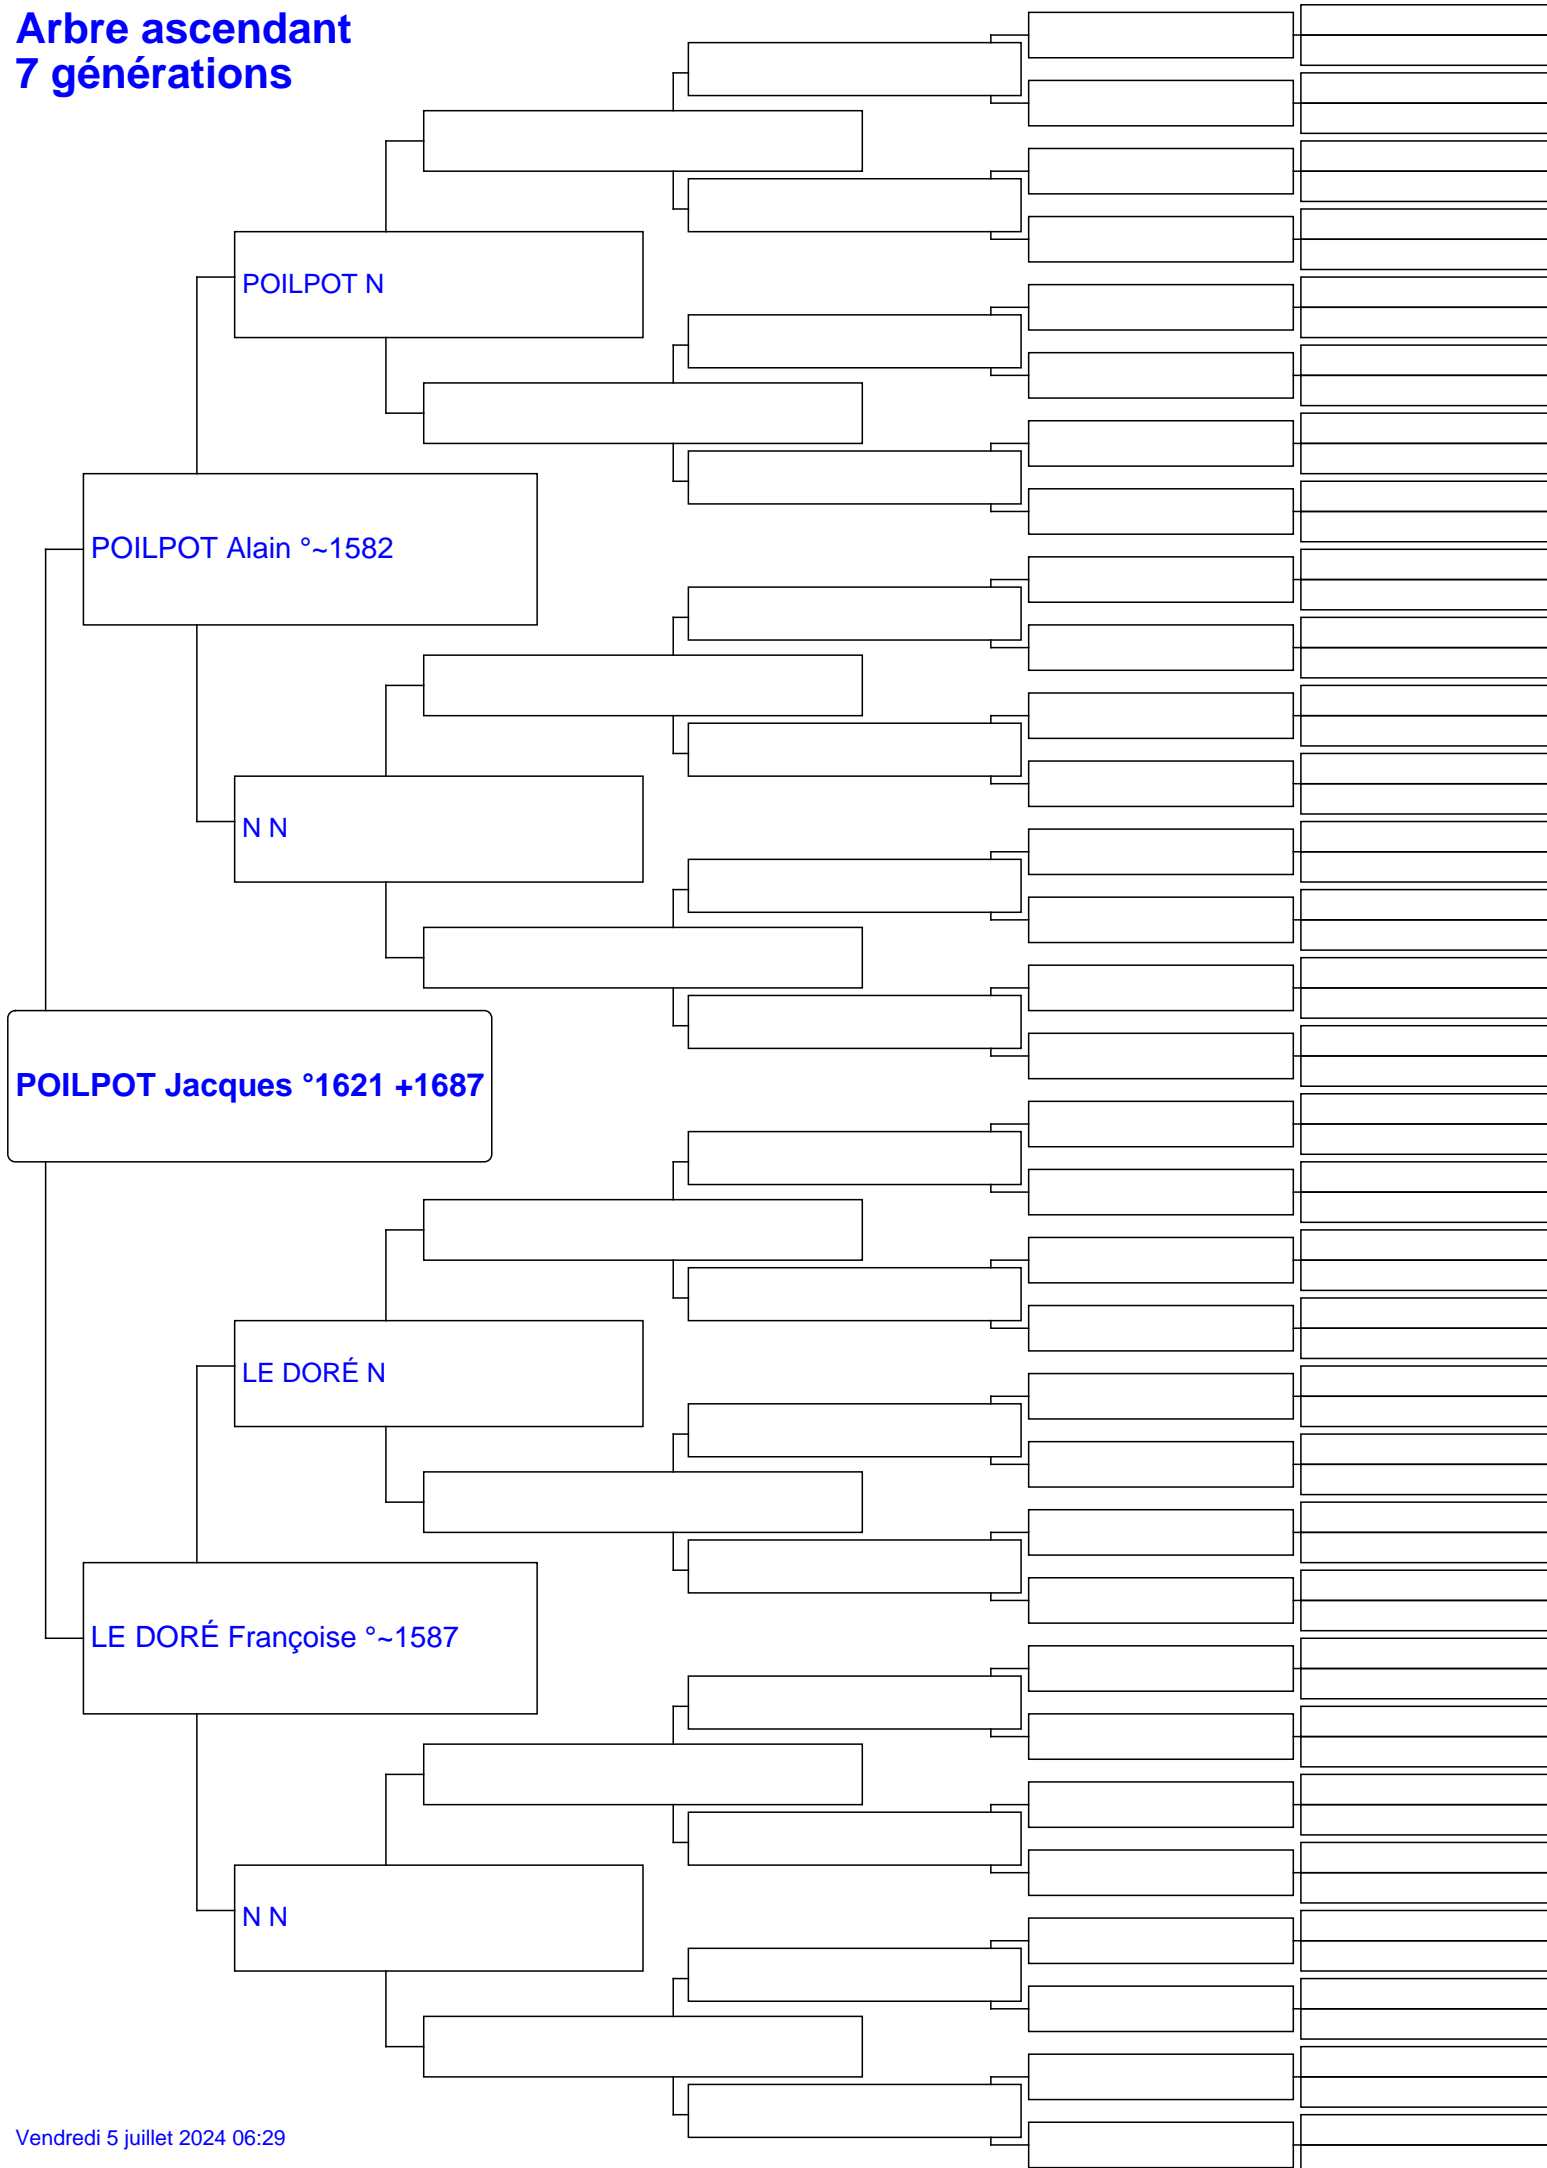 Arbre ascendant
7 générations
POILPOT N
POILPOT Alain °~1582
N N
POILPOT Jacques °1621 +1687
LE DORÉ N
LE DORÉ Françoise °~1587
N N
Vendredi 5 juillet 2024 06:29